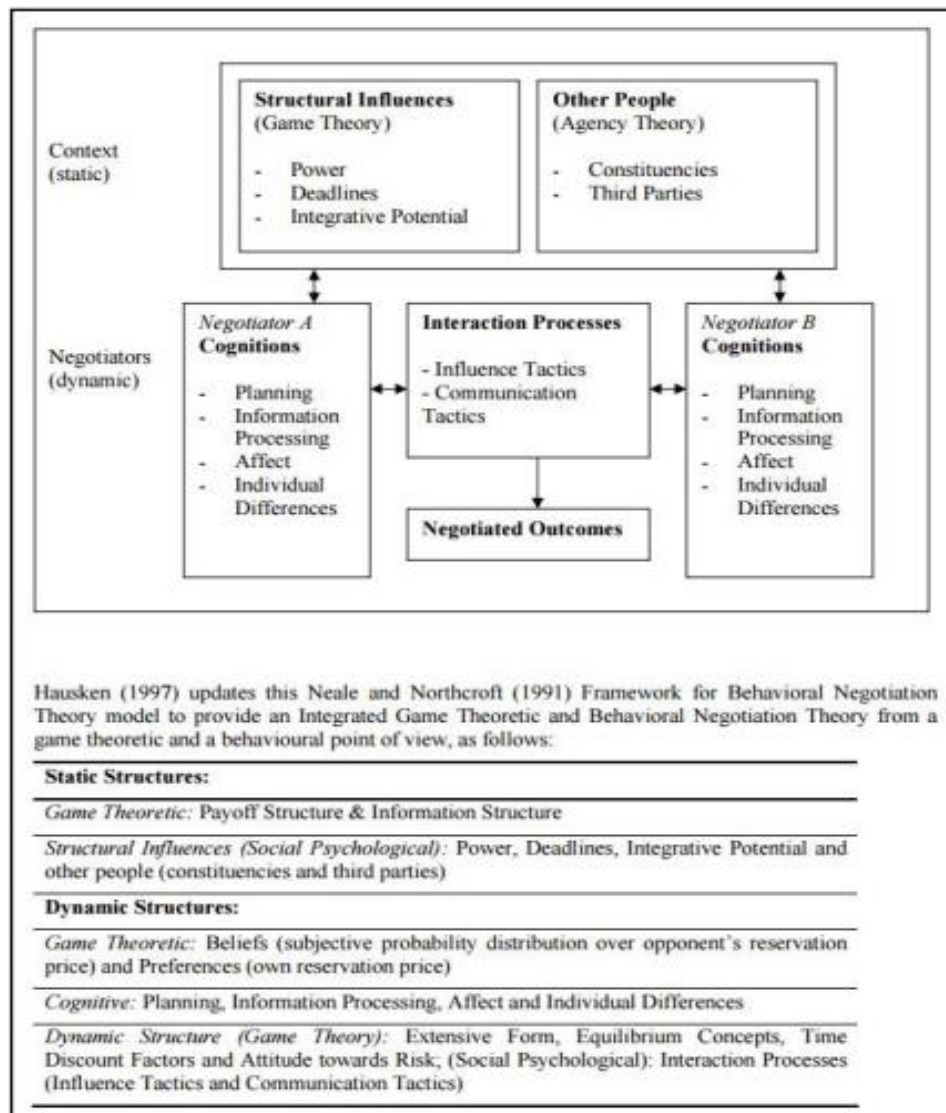 Structural Influences
(Game Theory)
- Power
- Deadlines
- Integrative Potential
Other People
(Agency Theory)
- Constituencies
- Third Parties
Context
(static)
Negotiators
(dynamic)
Negotiator A
Cognitions
- Planning
- Information
Processing
- Affect
- Individual
Differences
Interaction Processes
- Influence Tactics
- Communication
Tactics
Negotiated Outcomes
Negotiator B
Cognitions
- Planning
- Information
Processing
- Affect
- Individual
Differences
Hausken (1997) updates this Neale and Northcroft (1991) Framework for Behavioral Negotiation
Theory model to provide an Integrated Game Theoretic and Behavioral Negotiation Theory from a
game theoretic and a behavioural point of view, as follows:
Static Structures:
Game Theoretic: Payoff Structure & Information Structure
Structural Influences (Social Psychological): Power, Deadlines, Integrative Potential and
other people (constituencies and third parties)
Dynamic Structures:
Game Theoretic: Beliefs (subjective probability distribution over opponent's reservation
price) and Preferences (own reservation price)
Cognitive: Planning, Information Processing, Affect and Individual Differences
Dynamic Structure (Game Theory): Extensive Form, Equilibrium Concepts, Time
Discount Factors and Attitude towards Risk; (Social Psychological): Interaction Processes
(Influence Tactics and Communication Tactics)